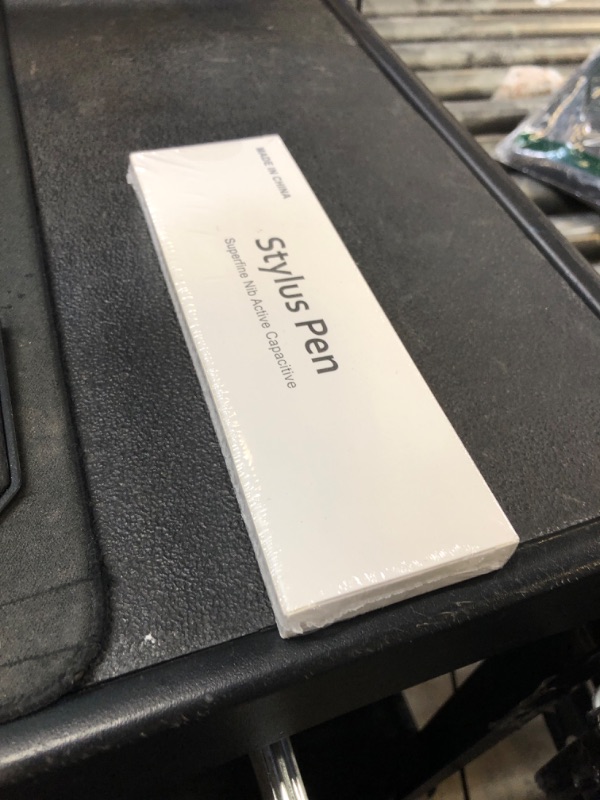 MADE IN CHINA
Stylus Pen
Superfine Nib Active Capacitive